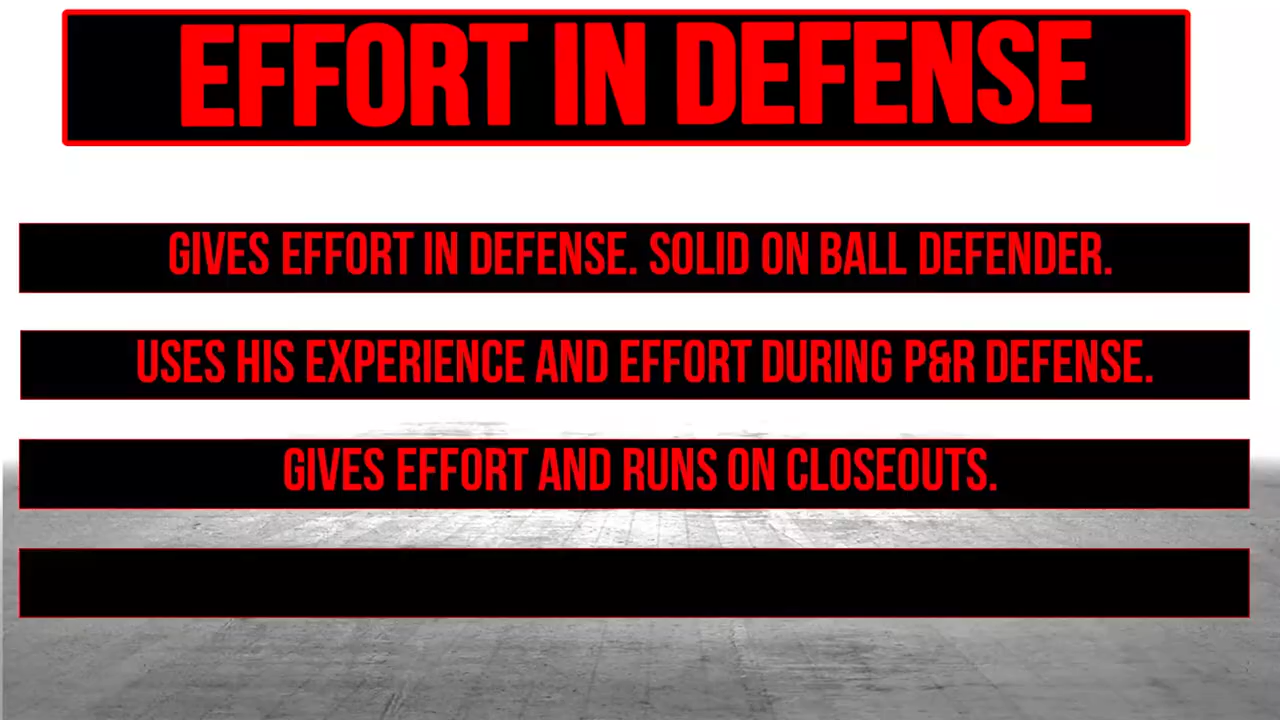 EFFORT IN DEFENSE
GIVES EFFORT IN DEFENSE. SOLID ON BALL DEFENDER.
USES HIS EXPERIENCE AND EFFORT DURING P&R DEFENSE.
GIVES EFFORT AND RUNS ON CLOSEOUTS.